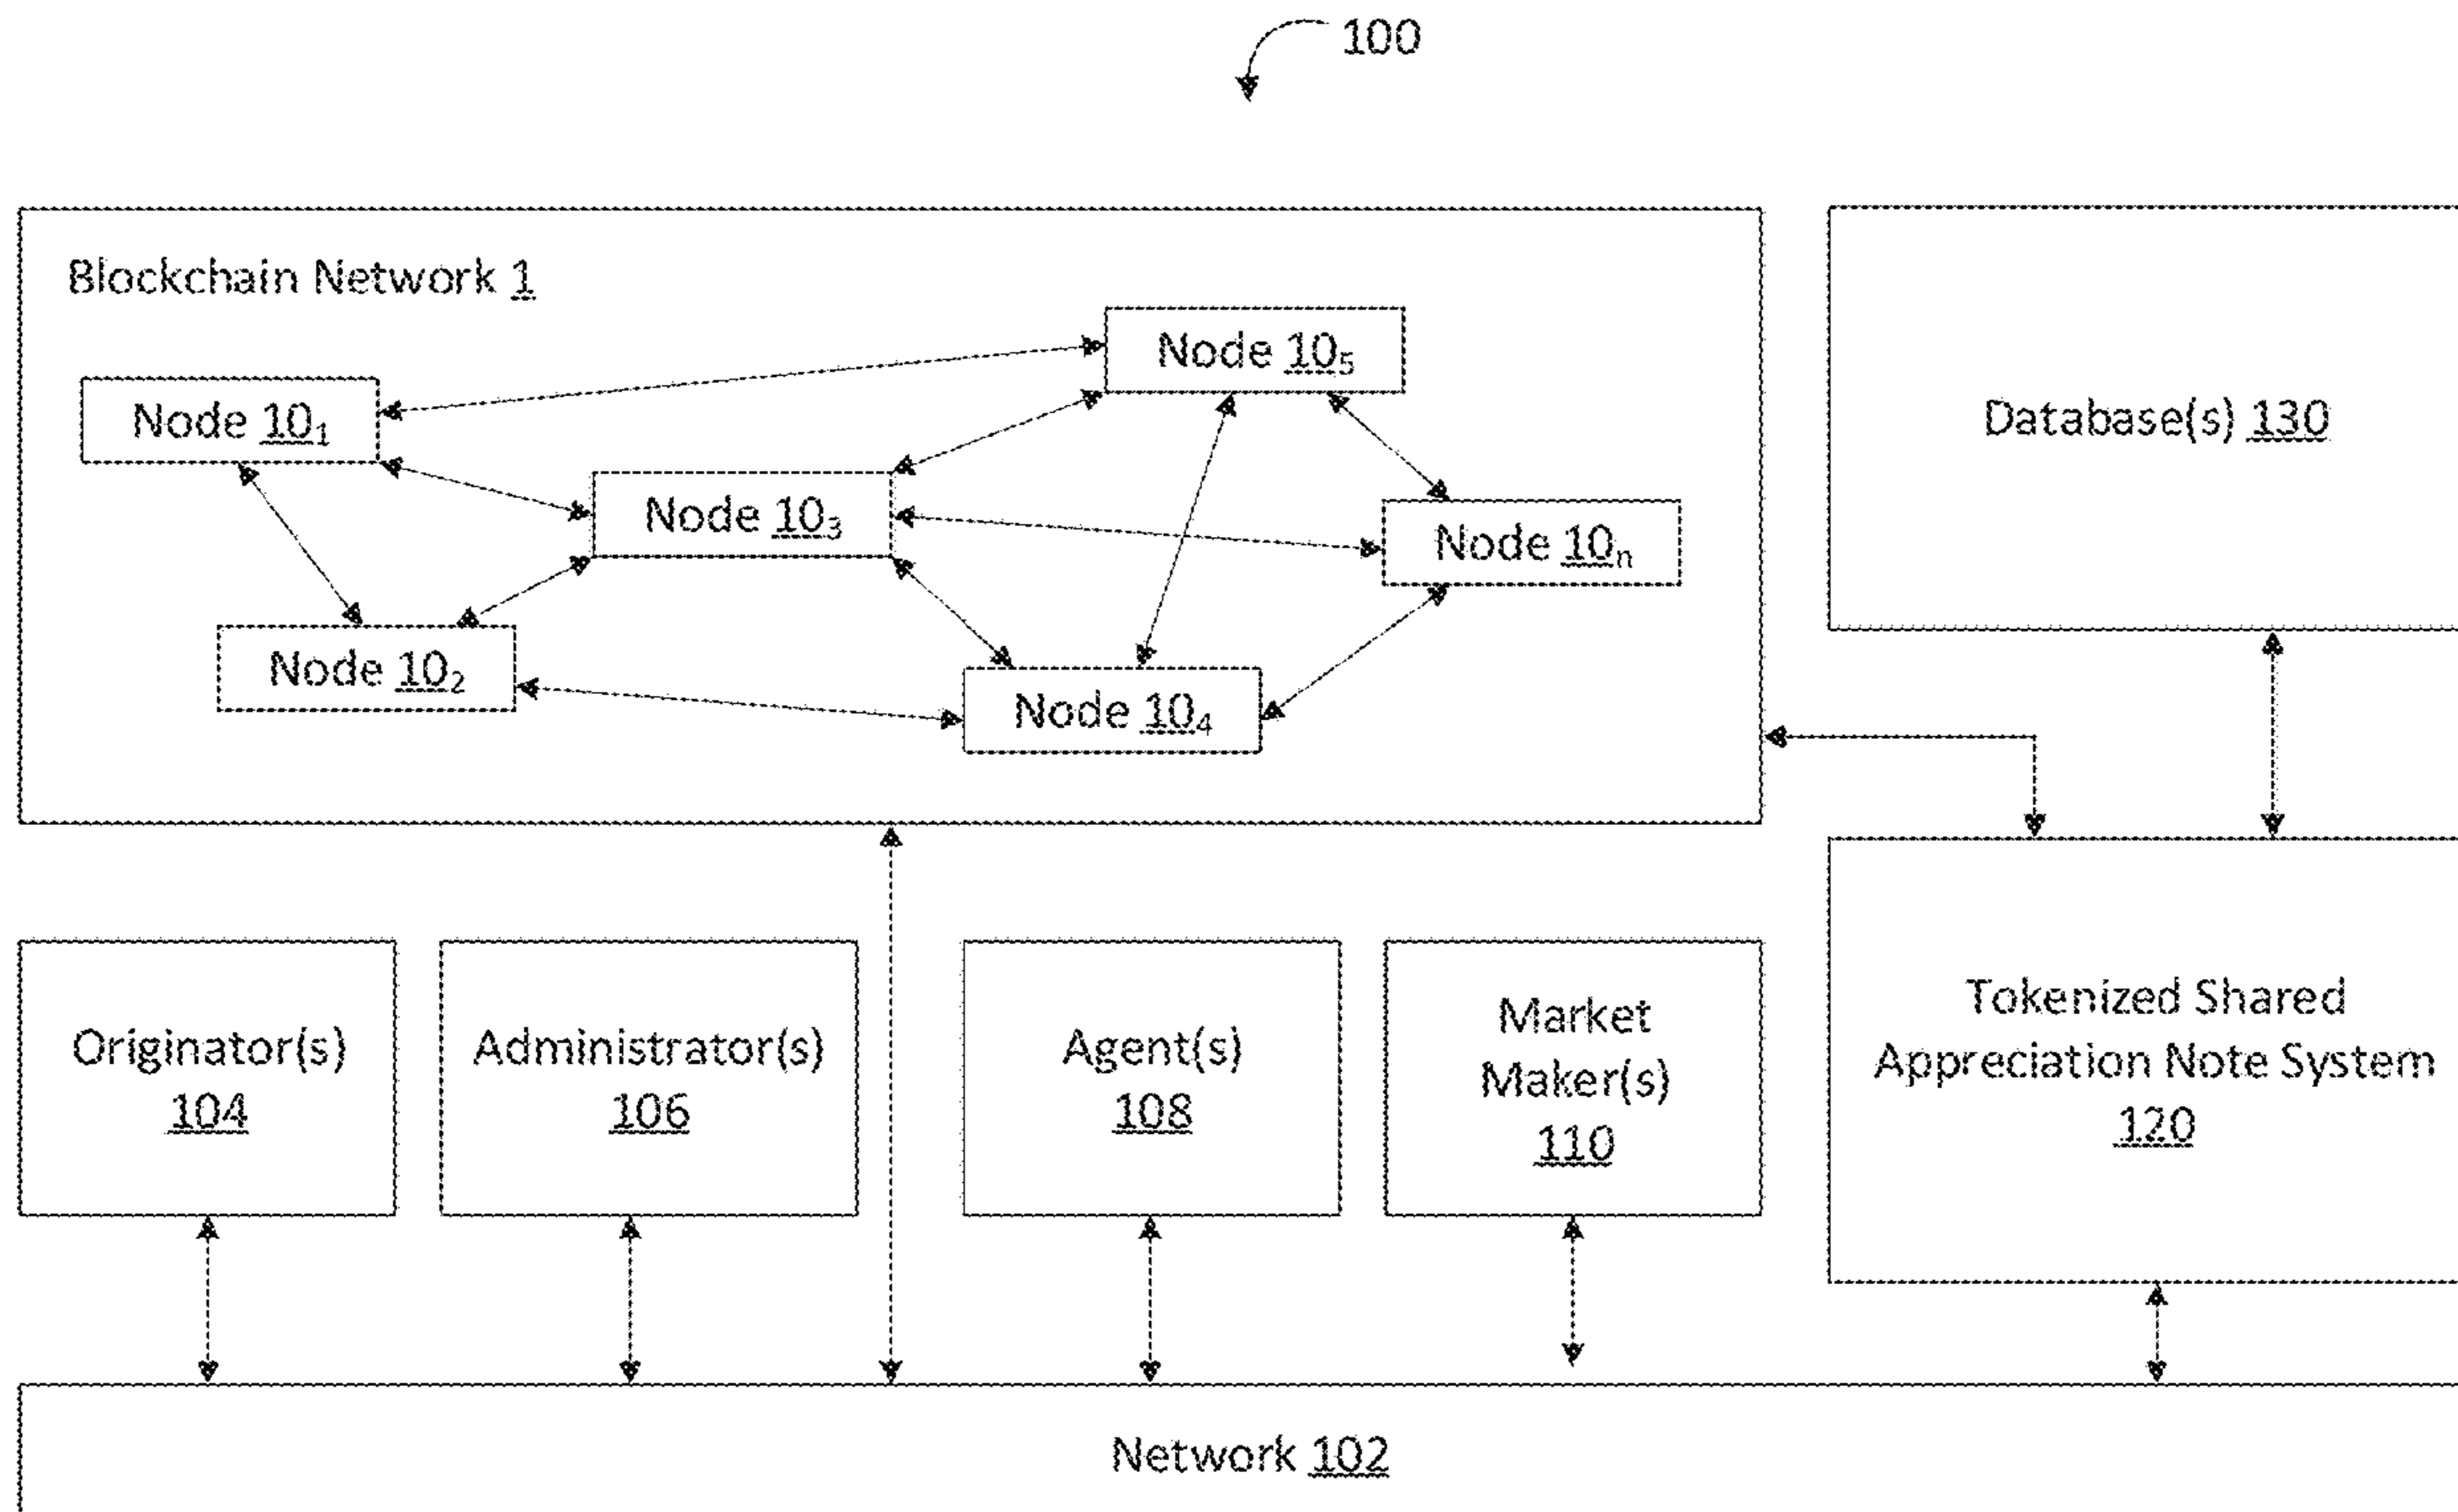 100
Blockchain Network 1
Node 10₅
Node 10₁
Node 10₃
Node 10ₙ
Node 10₂
Node 10₄
Database(s) 130
Originator(s)
104
Administrator(s)
106
Agent(s)
108
Market
Maker(s)
110
Tokenized Shared
Appreciation Note System
120
Network 102